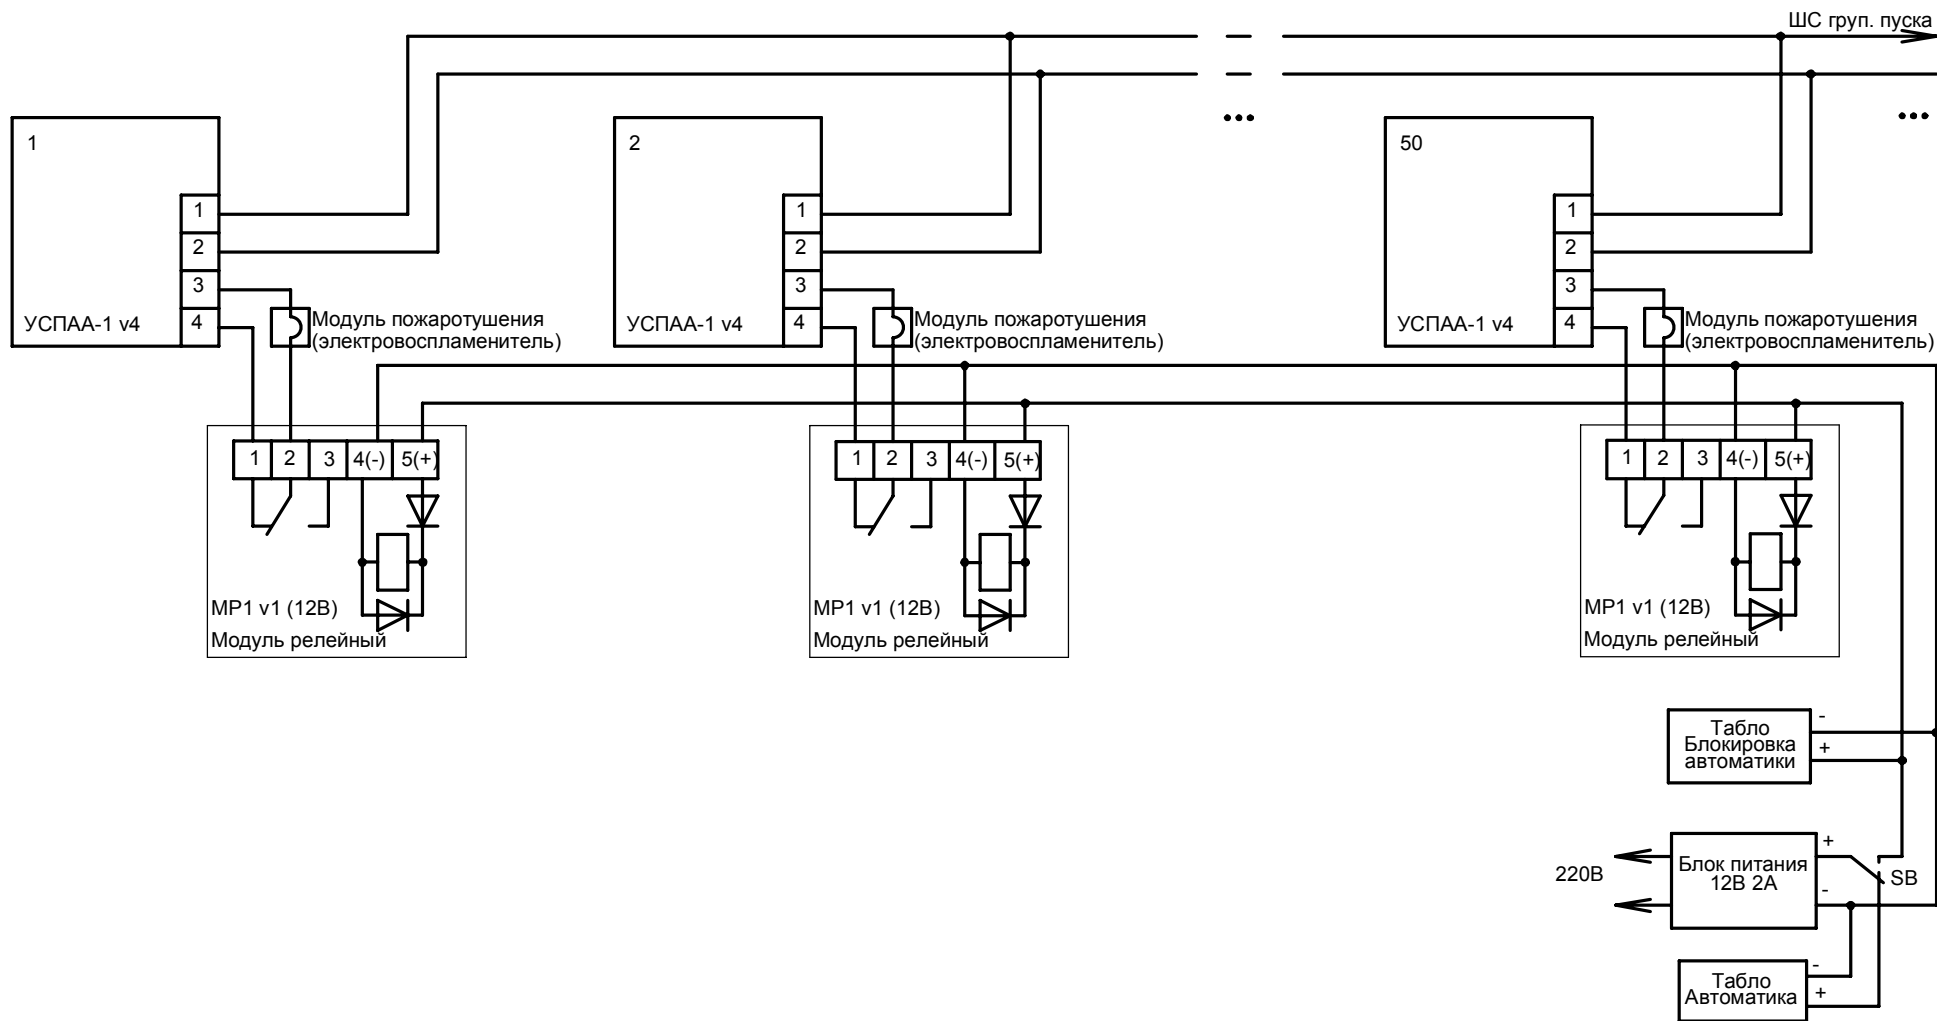 ШС груп. пуска
1
1
2
3
4
УСПАА-1 v4
Модуль пожаротушения
(электровоспламенитель)
2
1
2
3
4
УСПАА-1 v4
Модуль пожаротушения
(электровоспламенитель)
...
50
1
2
3
4
УСПАА-1 v4
Модуль пожаротушения
(электровоспламенитель)
...
1 2 3 4(-) 5(+)
МР1 v1 (12В)
Модуль релейный
1 2 3 4(-) 5(+)
МР1 v1 (12В)
Модуль релейный
1 2 3 4(-) 5(+)
МР1 v1 (12В)
Модуль релейный
Табло
Блокировка
автоматики
-
+
220В
Блок питания
12В 2А
+
-
SB
Табло
Автоматика
-
+